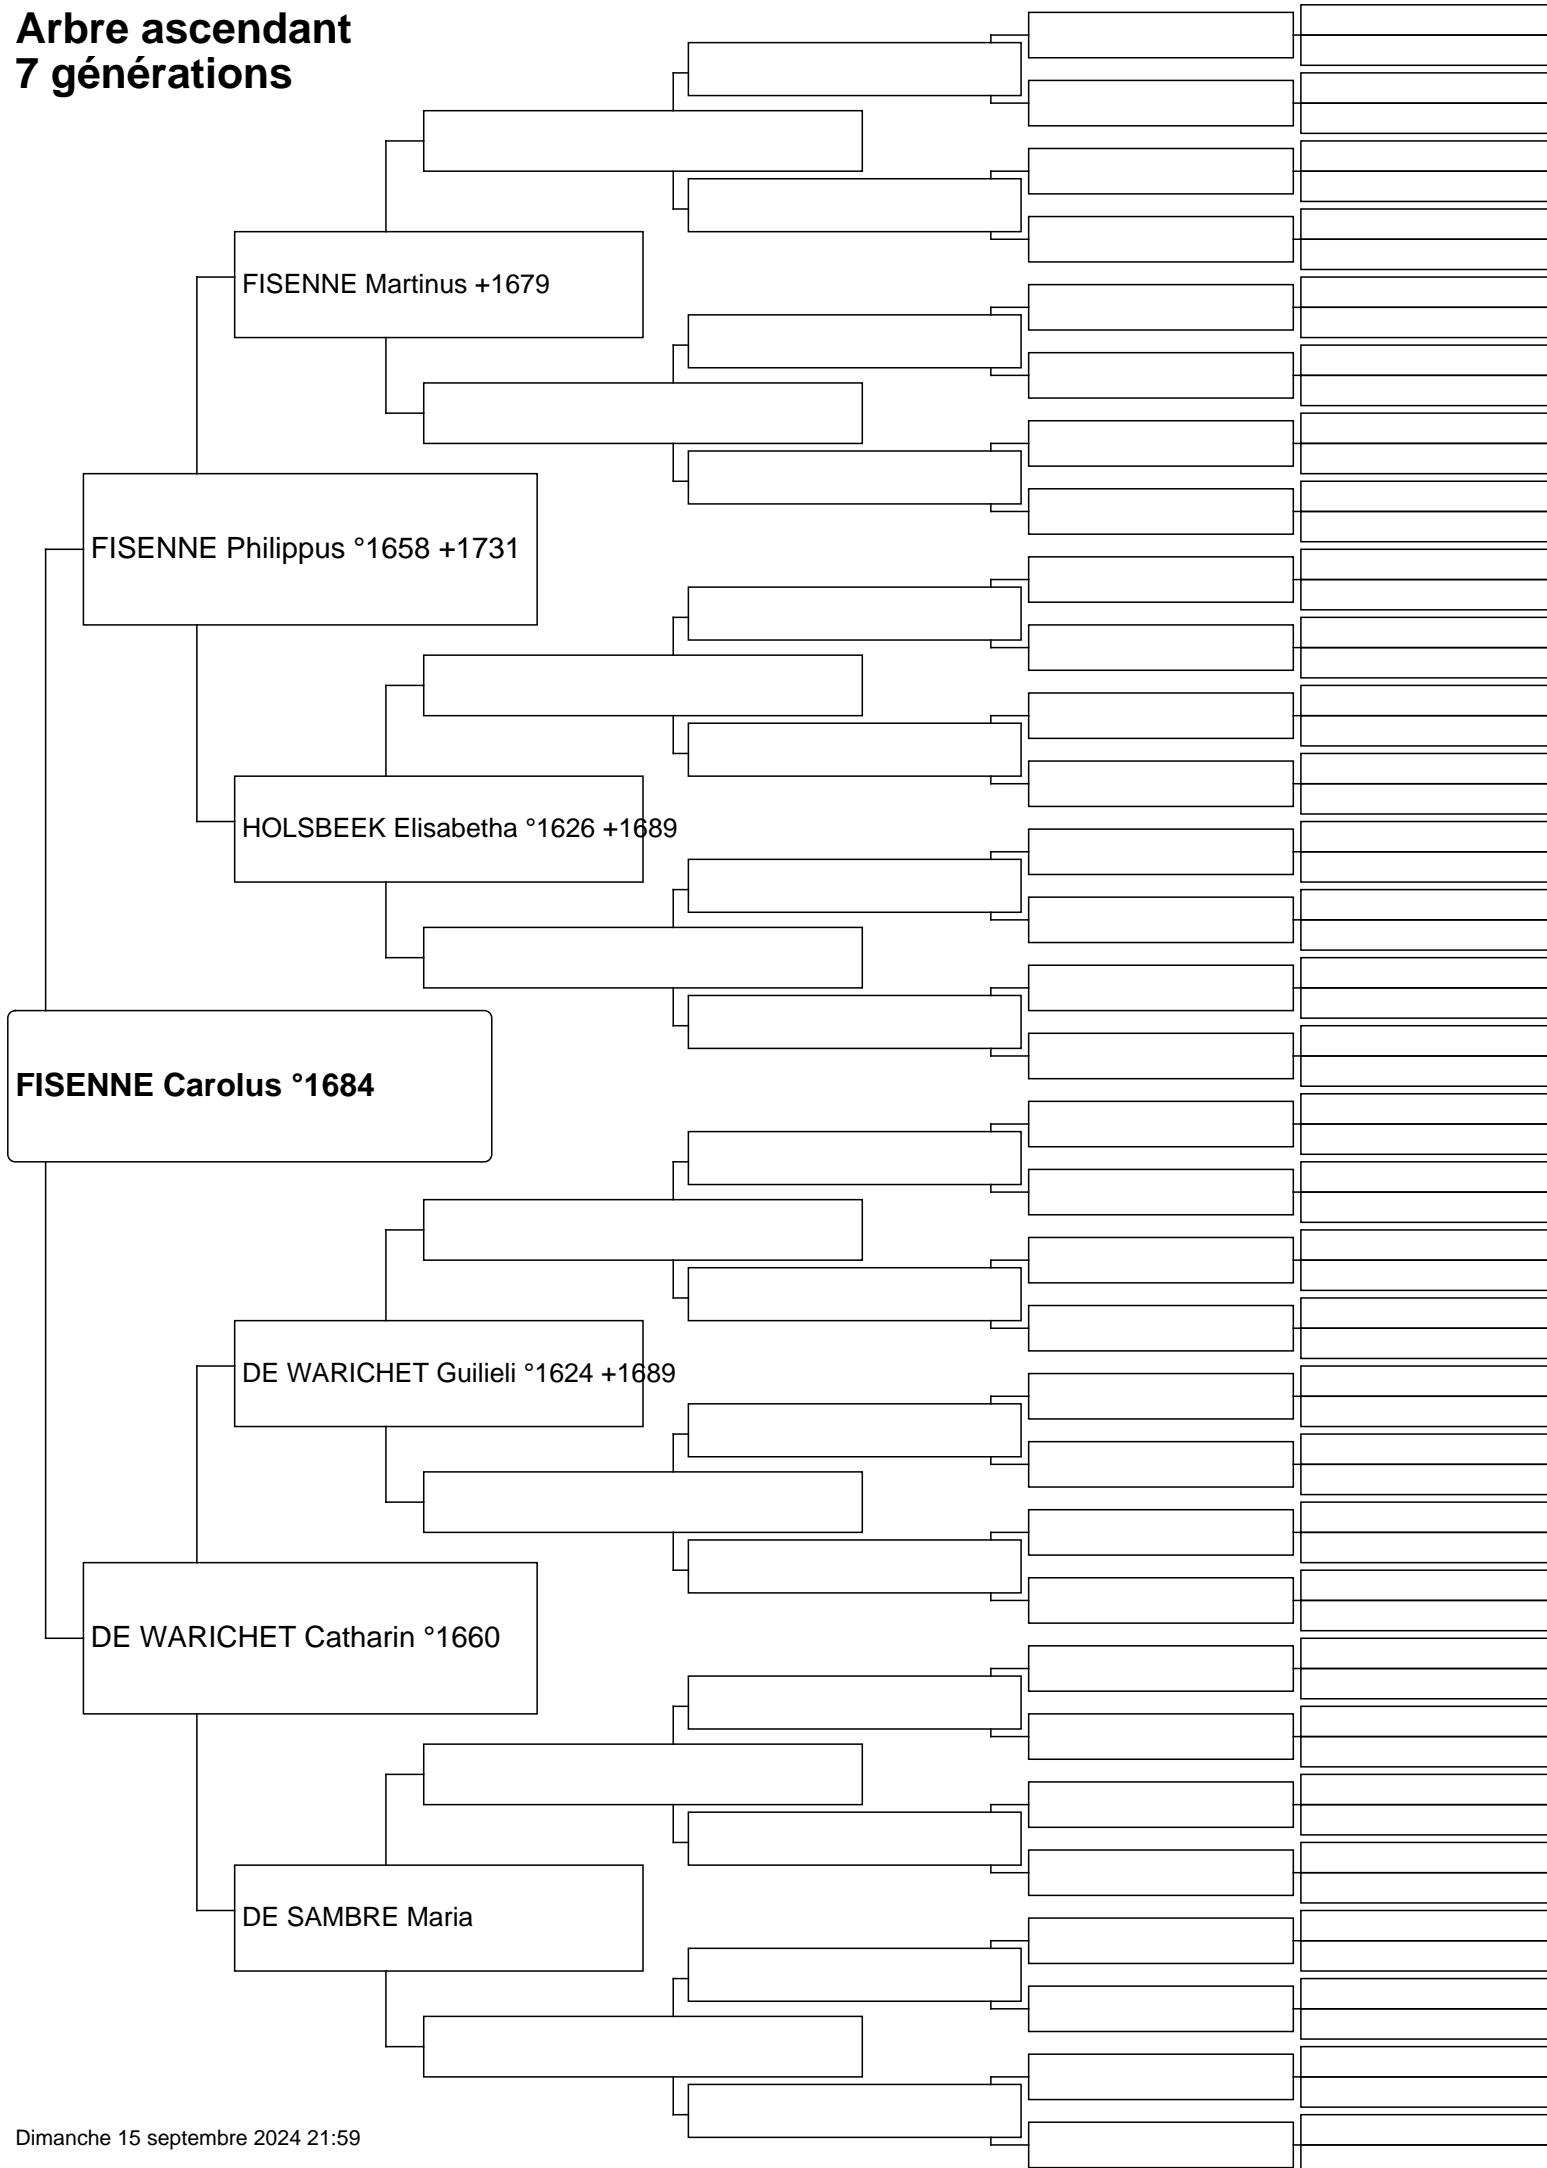 Arbre ascendant
7 générations
FISENNE Martinus +1679
FISENNE Philippus °1658 +1731
HOLSBEEK Elisabetha °1626 +1689
FISENNE Carolus °1684
DE WARICHET Guilieli °1624 +1689
DE WARICHET Catharin °1660
DE SAMBRE Maria
Dimanche 15 septembre 2024 21:59